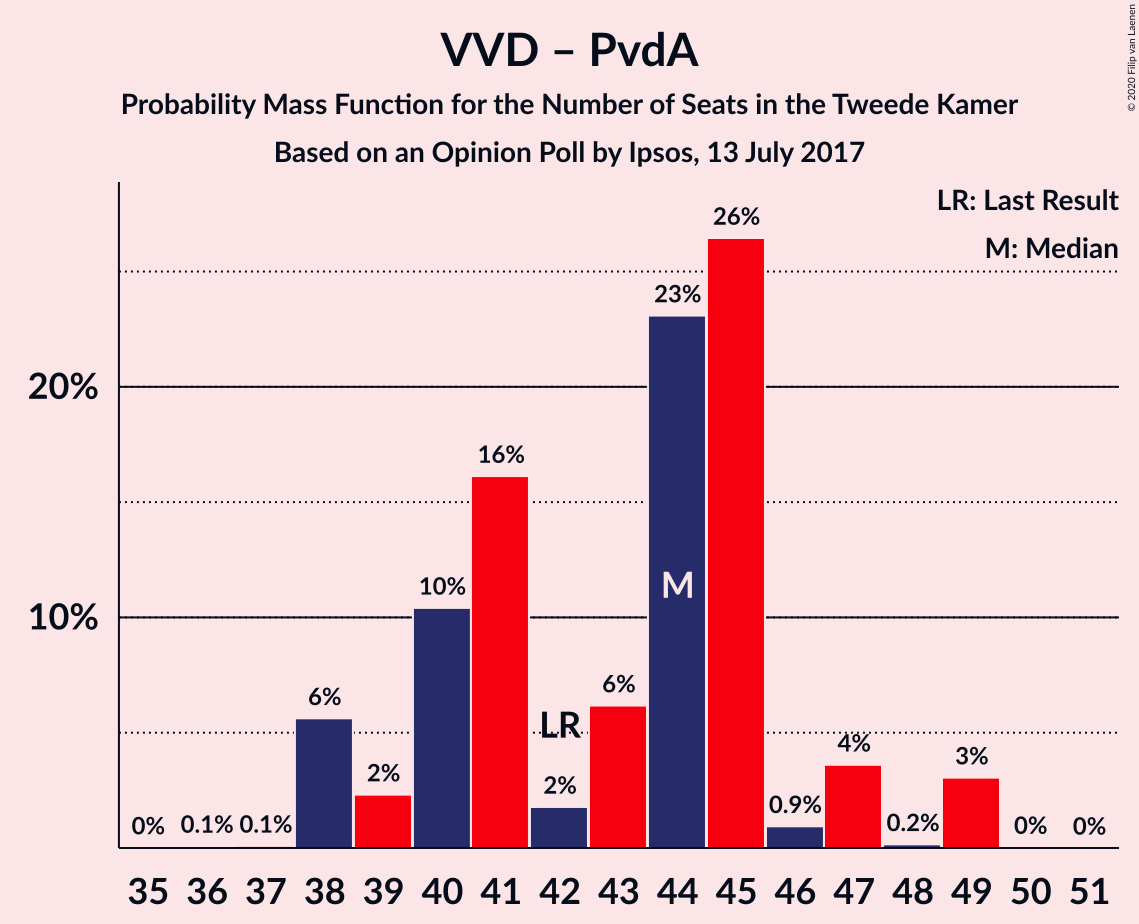 VVD – PvdA
Probability Mass Function for the Number of Seats in the Tweede Kamer
Based on an Opinion Poll by Ipsos, 13 July 2017
© 2020 Filip van Laenen
LR: Last Result
M: Median
20%
10%
0%
0.1%
0.1%
6%
2%
10%
16%
LR
2%
6%
23%
M
26%
0.9%
4%
0.2%
3%
0%
0%
35 36 37 38 39 40 41 42 43 44 45 46 47 48 49 50 51